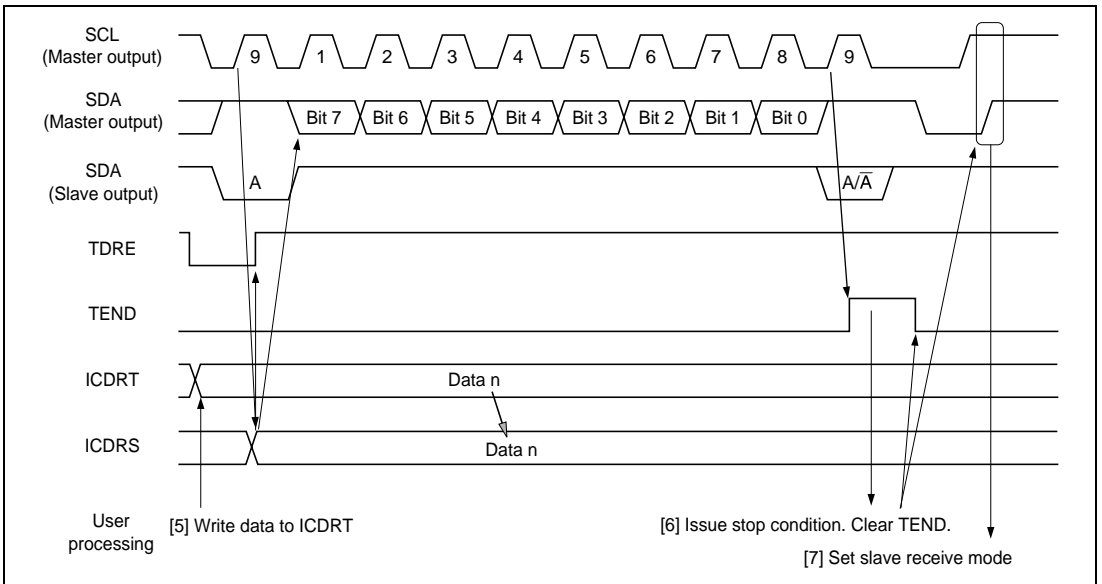 SCL
(Master output)
9 1 2 3 4 5 6 7 8 9
SDA
(Master output)
Bit 7 Bit 6 Bit 5 Bit 4 Bit 3 Bit 2 Bit 1 Bit 0
SDA
(Slave output)
A A/A̅
TDRE
TEND
ICDRT
Data n
ICDRS
Data n
User
processing
[5] Write data to ICDRT
[6] Issue stop condition. Clear TEND.
[7] Set slave receive mode